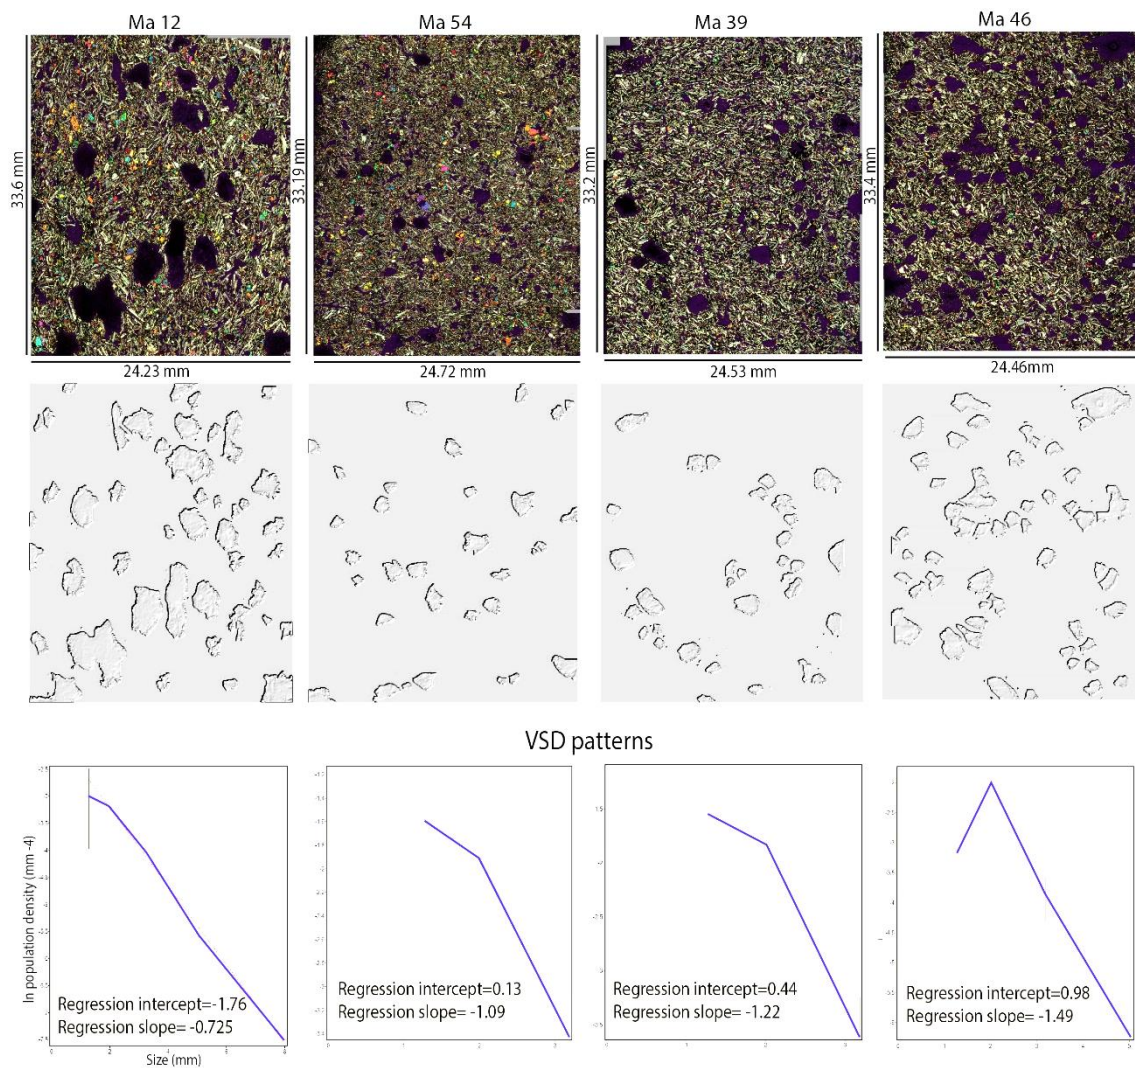 Ma 12
Ma 54
Ma 39
Ma 46
33.6 mm
33.19 mm
33.2 mm
33.4 mm
24.23 mm
24.72 mm
24.53 mm
24.46mm
VSD patterns
ln population density (mm -4)
Regression intercept=-1.76
Regression slope= -0.725
Size (mm)
Regression intercept=0.13
Regression slope= -1.09
Regression intercept=0.44
Regression slope= -1.22
Regression intercept=0.98
Regression slope= -1.49